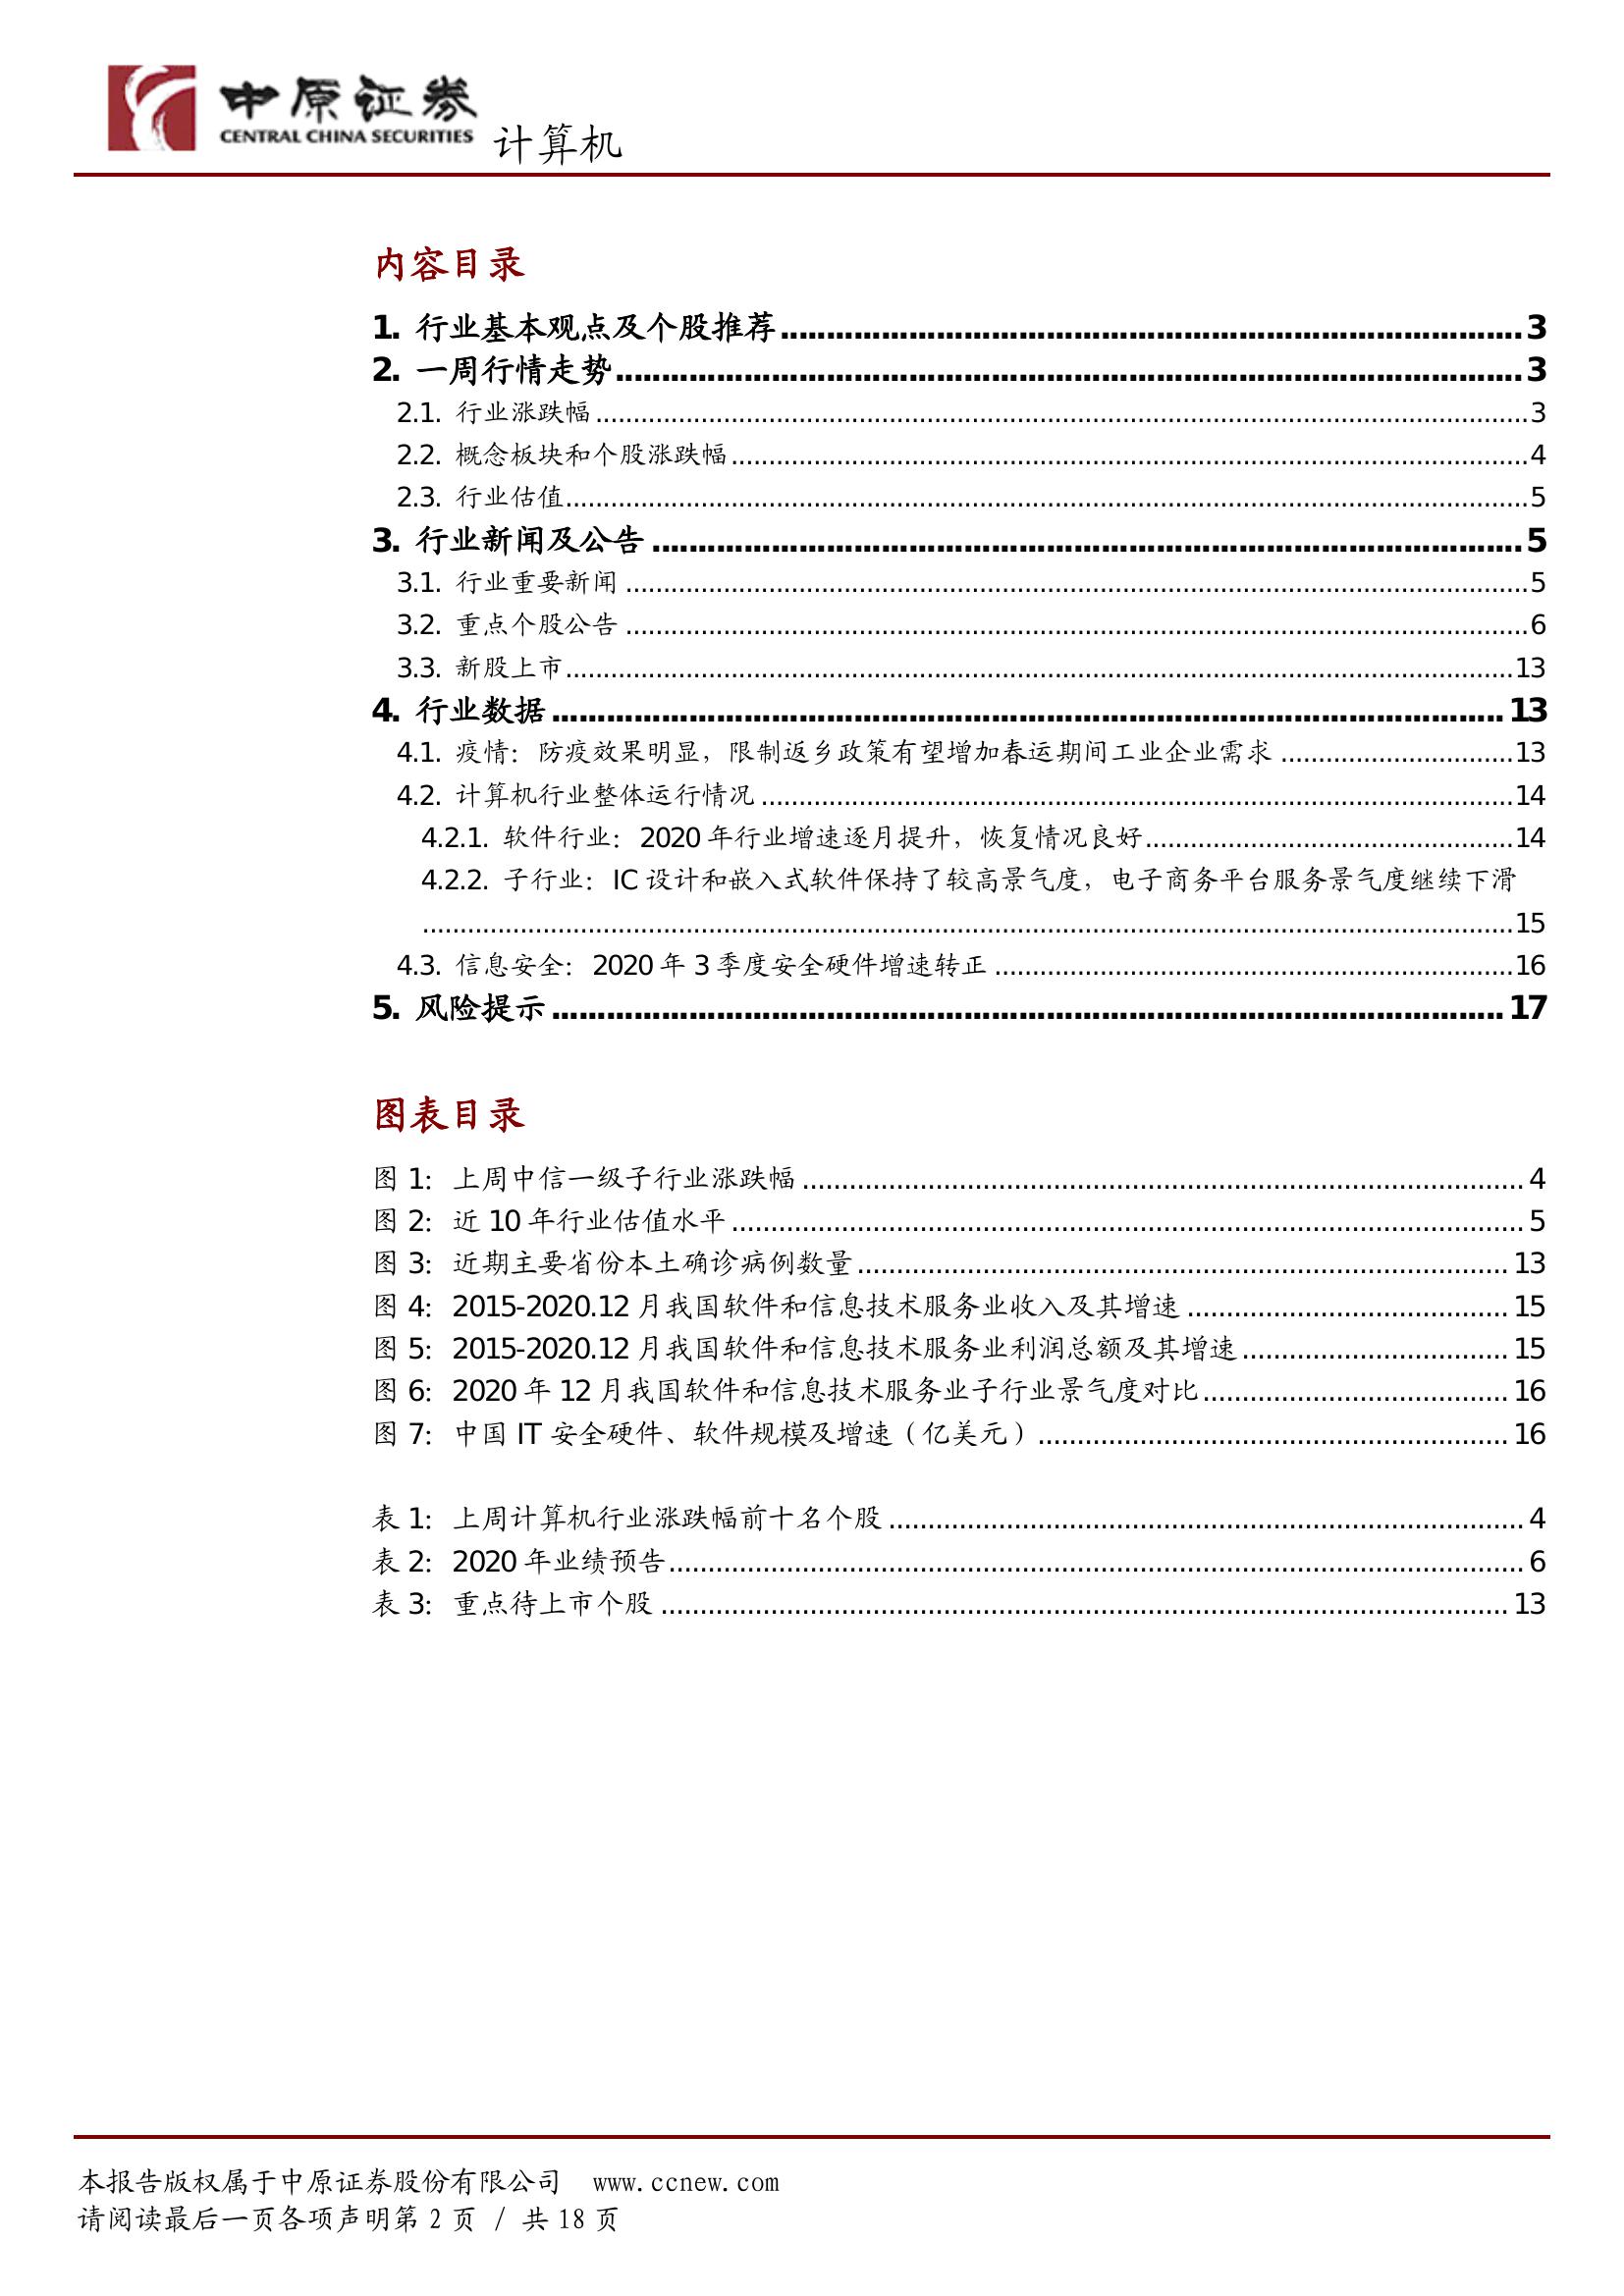 中原证券
CENTRAL CHINA SECURITIES
计算机
内容目录
1. 行业基本观点及个股推荐................................................................................3
2. 一周行情走势..................................................................................................3
2.1. 行业涨跌幅............................................................................................................................3
2.2. 概念板块和个股涨跌幅..........................................................................................................4
2.3. 行业估值................................................................................................................................5
3. 行业新闻及公告..............................................................................................5
3.1. 行业重要新闻........................................................................................................................5
3.2. 重点个股公告........................................................................................................................6
3.3. 新股上市..............................................................................................................................13
4. 行业数据.......................................................................................................13
4.1. 疫情：防疫效果明显，限制返乡政策有望增加春运期间工业企业需求...............................13
4.2. 计算机行业整体运行情况....................................................................................................14
4.2.1. 软件行业：2020 年行业增速逐月提升，恢复情况良好.................................................14
4.2.2. 子行业：IC 设计和嵌入式软件保持了较高景气度，电子商务平台服务景气度继续下滑
..................................................................................................................................................15
4.3. 信息安全：2020 年 3 季度安全硬件增速转正.....................................................................16
5. 风险提示.......................................................................................................17
图表目录
图 1：上周中信一级子行业涨跌幅............................................................................................4
图 2：近 10 年行业估值水平.....................................................................................................5
图 3：近期主要省份本土确诊病例数量...................................................................................13
图 4：2015-2020.12 月我国软件和信息技术服务业收入及其增速.........................................15
图 5：2015-2020.12 月我国软件和信息技术服务业利润总额及其增速..................................15
图 6：2020 年 12 月我国软件和信息技术服务业子行业景气度对比.......................................16
图 7：中国 IT 安全硬件、软件规模及增速（亿美元）............................................................16
表 1：上周计算机行业涨跌幅前十名个股.................................................................................4
表 2：2020 年业绩预告.............................................................................................................6
表 3：重点待上市个股............................................................................................................13
本报告版权属于中原证券股份有限公司 www.ccnew.com
请阅读最后一页各项声明第 2 页 / 共 18 页